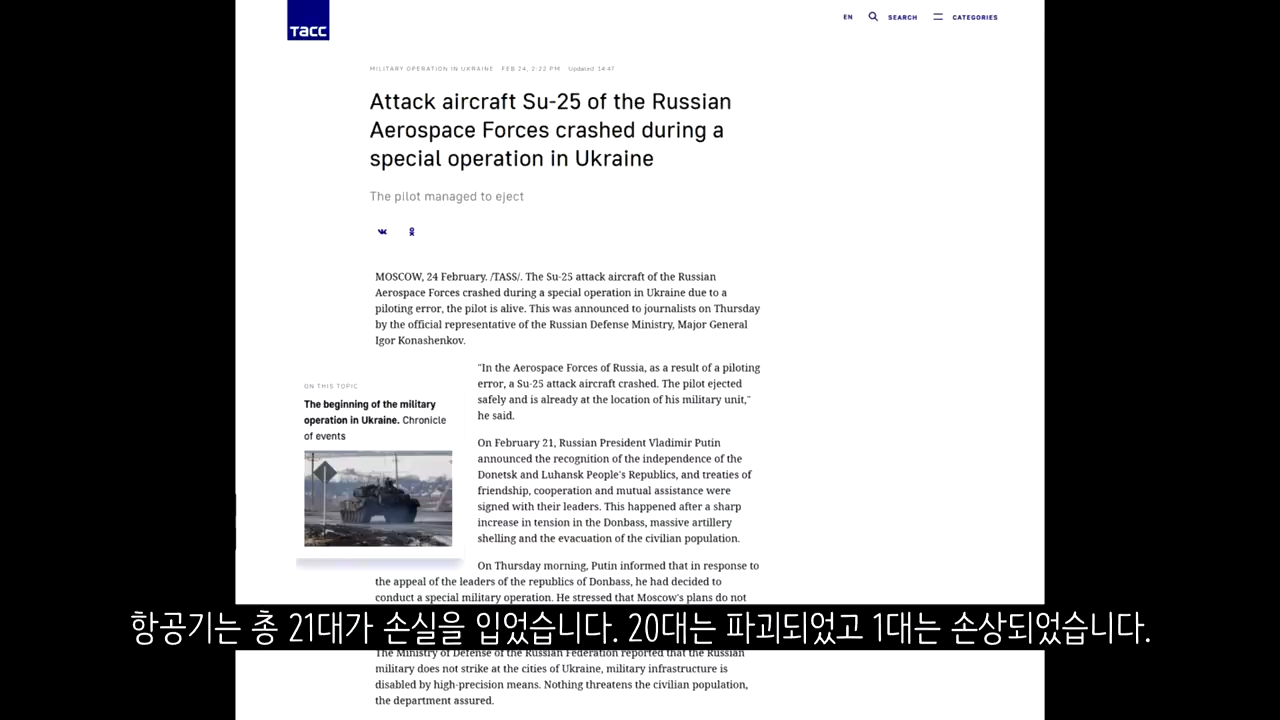 тасс
EN
SEARCH
CATEGORIES
MILITARY OPERATION IN UKRAINE FEB 24, 2:22 PM Updated 14:47
Attack aircraft Su-25 of the Russian
Aerospace Forces crashed during a
special operation in Ukraine
The pilot managed to eject
MOSCOW, 24 February. /TASS/. The Su-25 attack aircraft of the Russian
Aerospace Forces crashed during a special operation in Ukraine due to a
piloting error, the pilot is alive. This was announced to journalists on Thursday
by the official representative of the Russian Defense Ministry, Major General
Igor Konashenkov.
"In the Aerospace Forces of Russia, as a result of a piloting
error, a Su-25 attack aircraft crashed. The pilot ejected
safely and is already at the location of his military unit,"
he said.
ON THIS TOPIC
The beginning of the military
operation in Ukraine. Chronicle
of events
On February 21, Russian President Vladimir Putin
announced the recognition of the independence of the
Donetsk and Luhansk People's Republics, and treaties of
friendship, cooperation and mutual assistance were
signed with their leaders. This happened after a sharp
increase in tension in the Donbass, massive artillery
shelling and the evacuation of the civilian population.
On Thursday morning, Putin informed that in response to
the appeal of the leaders of the republics of Donbass, he had decided to
conduct a special military operation. He stressed that Moscow's plans do not
항공기는 총 21대가 손실을 입었습니다. 20대는 파괴되었고 1대는 손상되었습니다.
The Ministry of Defense of the Russian Federation reported that the Russian
military does not strike at the cities of Ukraine, military infrastructure is
disabled by high-precision means. Nothing threatens the civilian population,
the department assured.